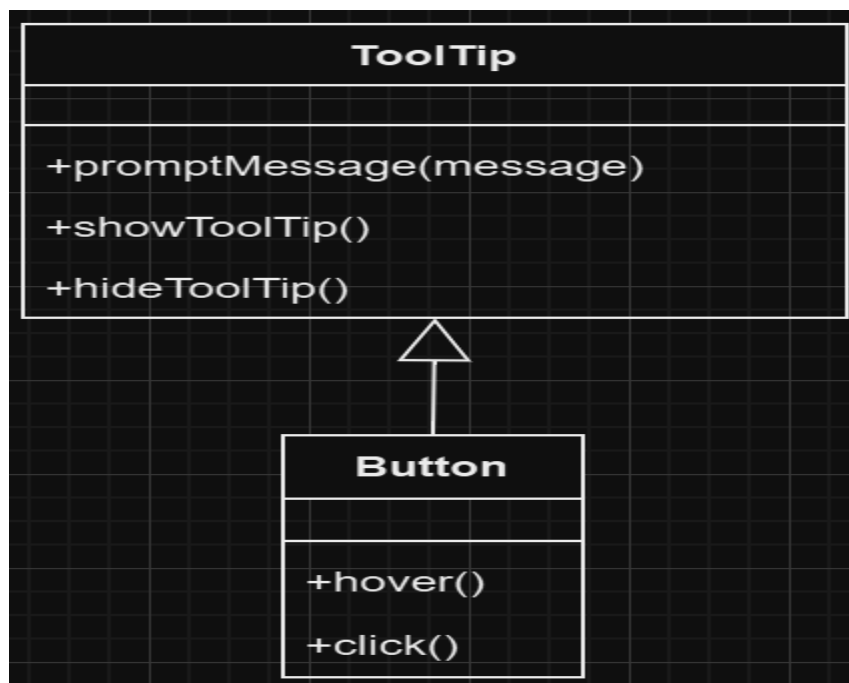 ToolTip
+promptMessage(message)
+showToolTip()
+hideToolTip()
Button
+hover()
+click()